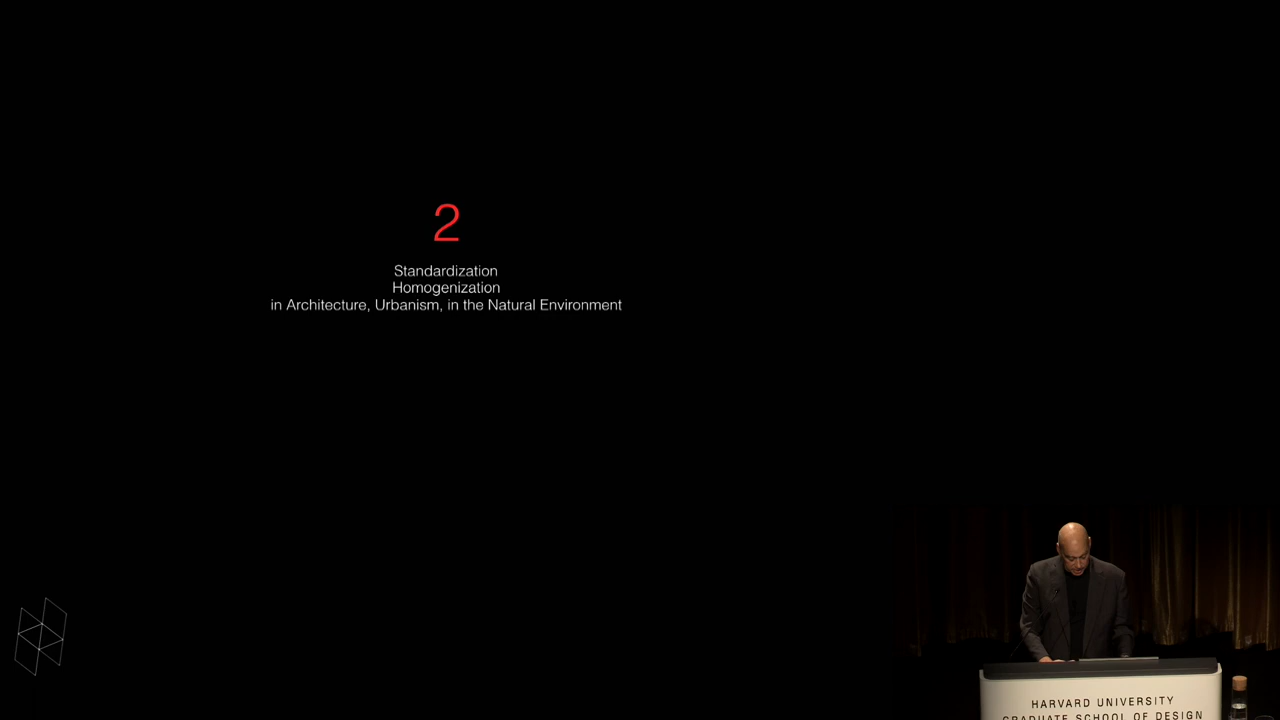 2
Standardization
Homogenization
in Architecture, Urbanism, in the Natural Environment
HARVARD UNIVERSITY
GRADUATE SCHOOL OF DESIGN